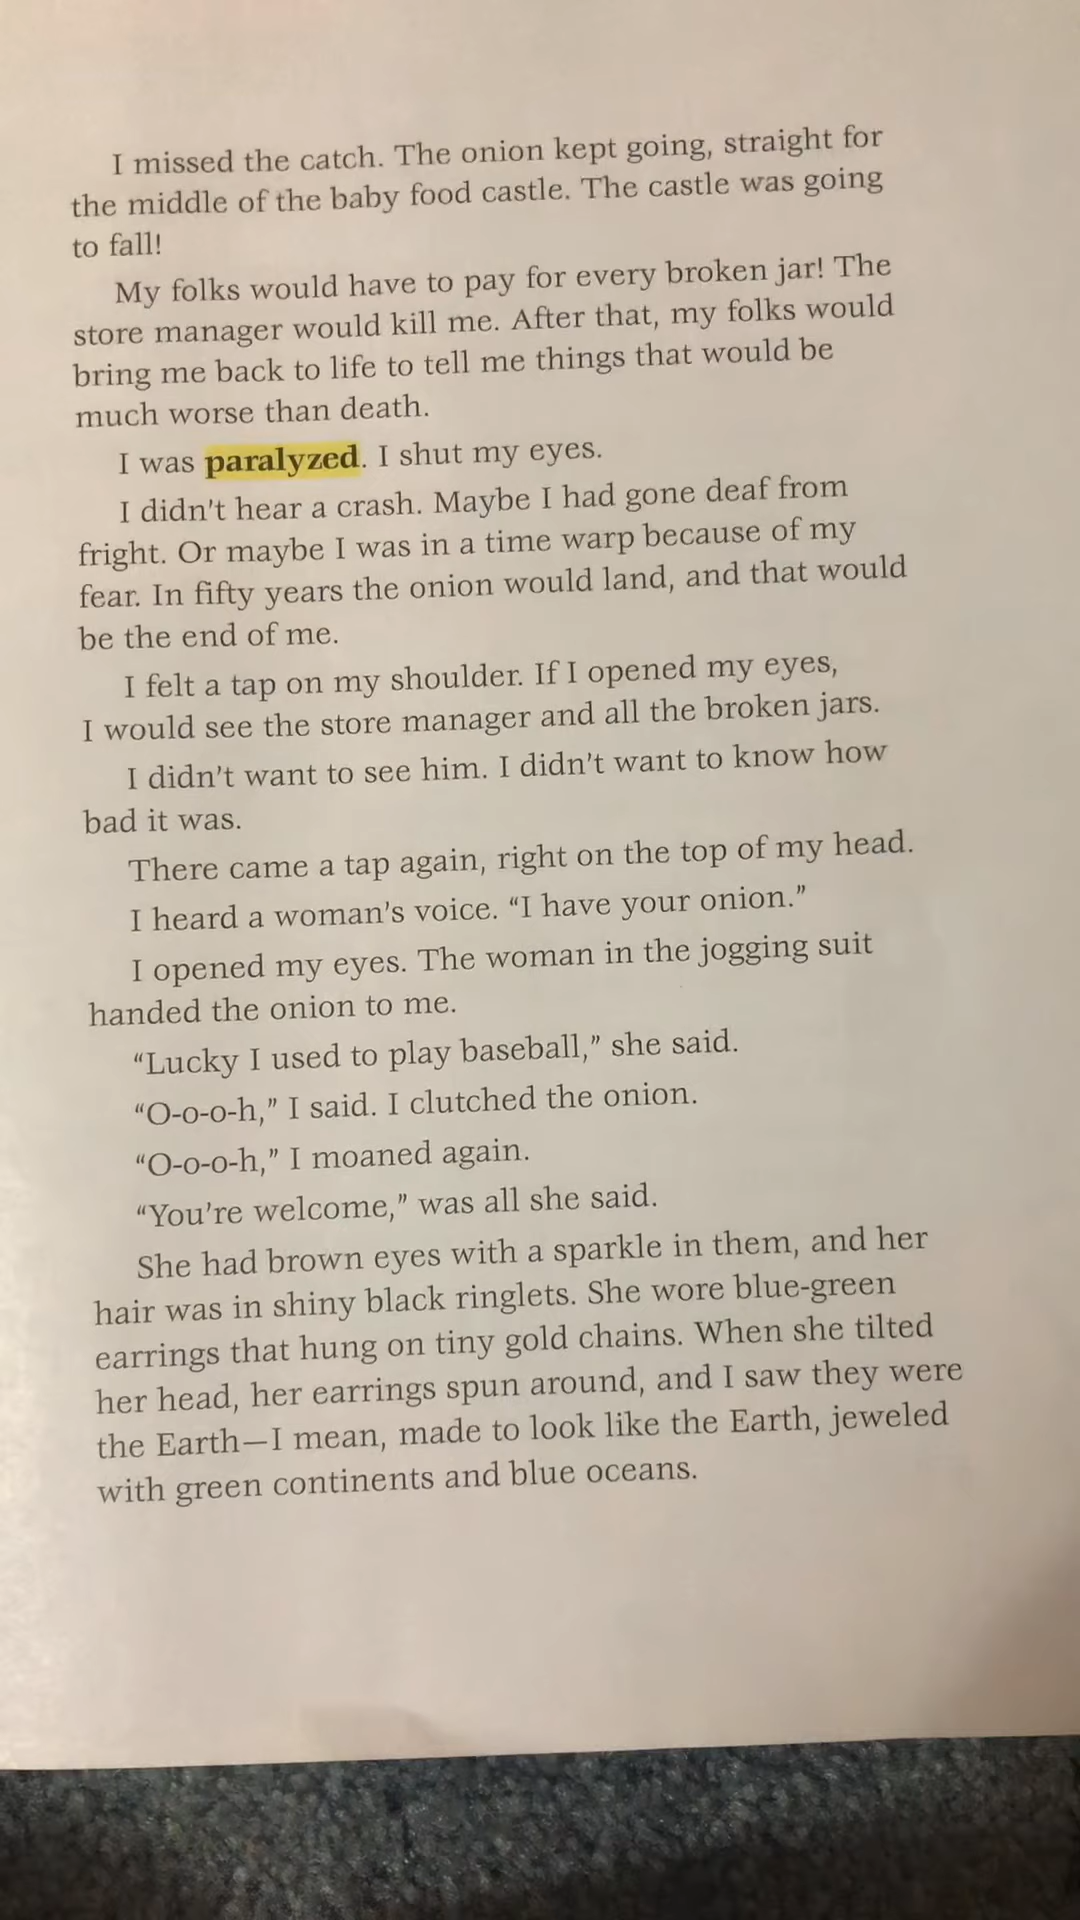 I missed the catch. The onion kept going, straight for
the middle of the baby food castle. The castle was going
to fall!
My folks would have to pay for every broken jar! The
store manager would kill me. After that, my folks would
bring me back to life to tell me things that would be
much worse than death.
I was paralyzed. I shut my eyes.
I didn't hear a crash. Maybe I had gone deaf from
fright. Or maybe I was in a time warp because of my
fear. In fifty years the onion would land, and that would
be the end of me.
I felt a tap on my shoulder. If I opened my eyes,
I would see the store manager and all the broken jars.
I didn't want to see him. I didn't want to know how
bad it was.
There came a tap again, right on the top of my head.
I heard a woman's voice. “I have your onion.”
I opened my eyes. The woman in the jogging suit
handed the onion to me.
“Lucky I used to play baseball,” she said.
“O-o-o-h,” I said. I clutched the onion.
“O-o-o-h,” I moaned again.
“You're welcome,” was all she said.
She had brown eyes with a sparkle in them, and her
hair was in shiny black ringlets. She wore blue-green
earrings that hung on tiny gold chains. When she tilted
her head, her earrings spun around, and I saw they were
the Earth—I mean, made to look like the Earth, jeweled
with green continents and blue oceans.